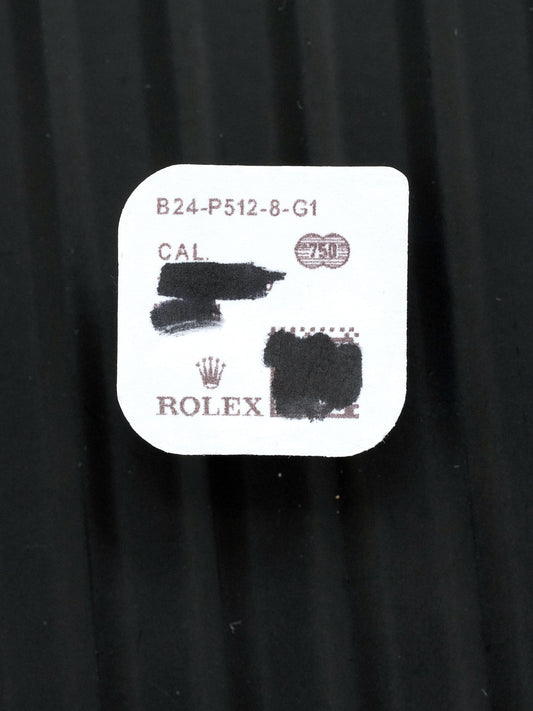 B24-P512-8-G1
CAL.
750
ROLEX